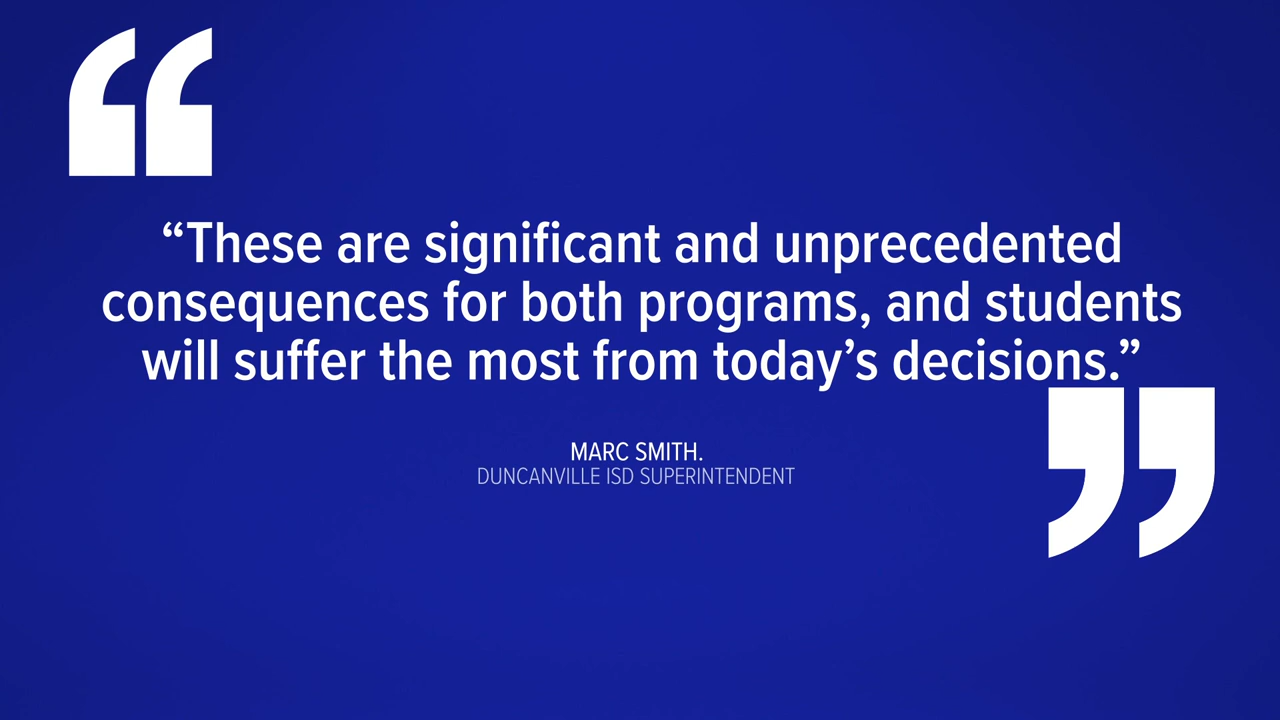 “These are significant and unprecedented
consequences for both programs, and students
will suffer the most from today’s decisions.”
MARC SMITH.
DUNCANVILLE ISD SUPERINTENDENT